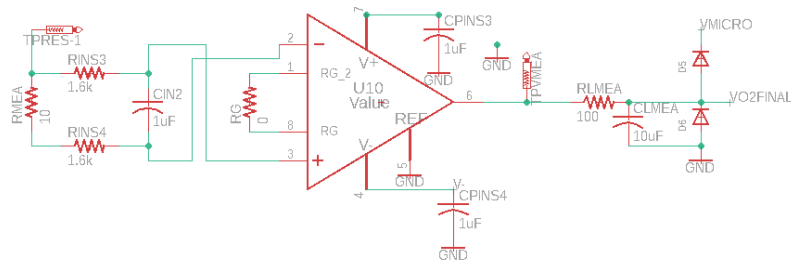 TPRES-1
RINS3
1.6k
RMEA
10
CIN2
1uF
RINS4
1.6k
2
1
8
3
RG
0
7
V+
RG_2
U10
Value
RG
REF
V-
5
GND
4
6
CPINS3
1uF
GND
GND
TPVMEA
V-
CPINS4
1uF
GND
RLMEA
100
CLMEA
10uF
VMICRO
D5
D6
VO2FINAL
GND